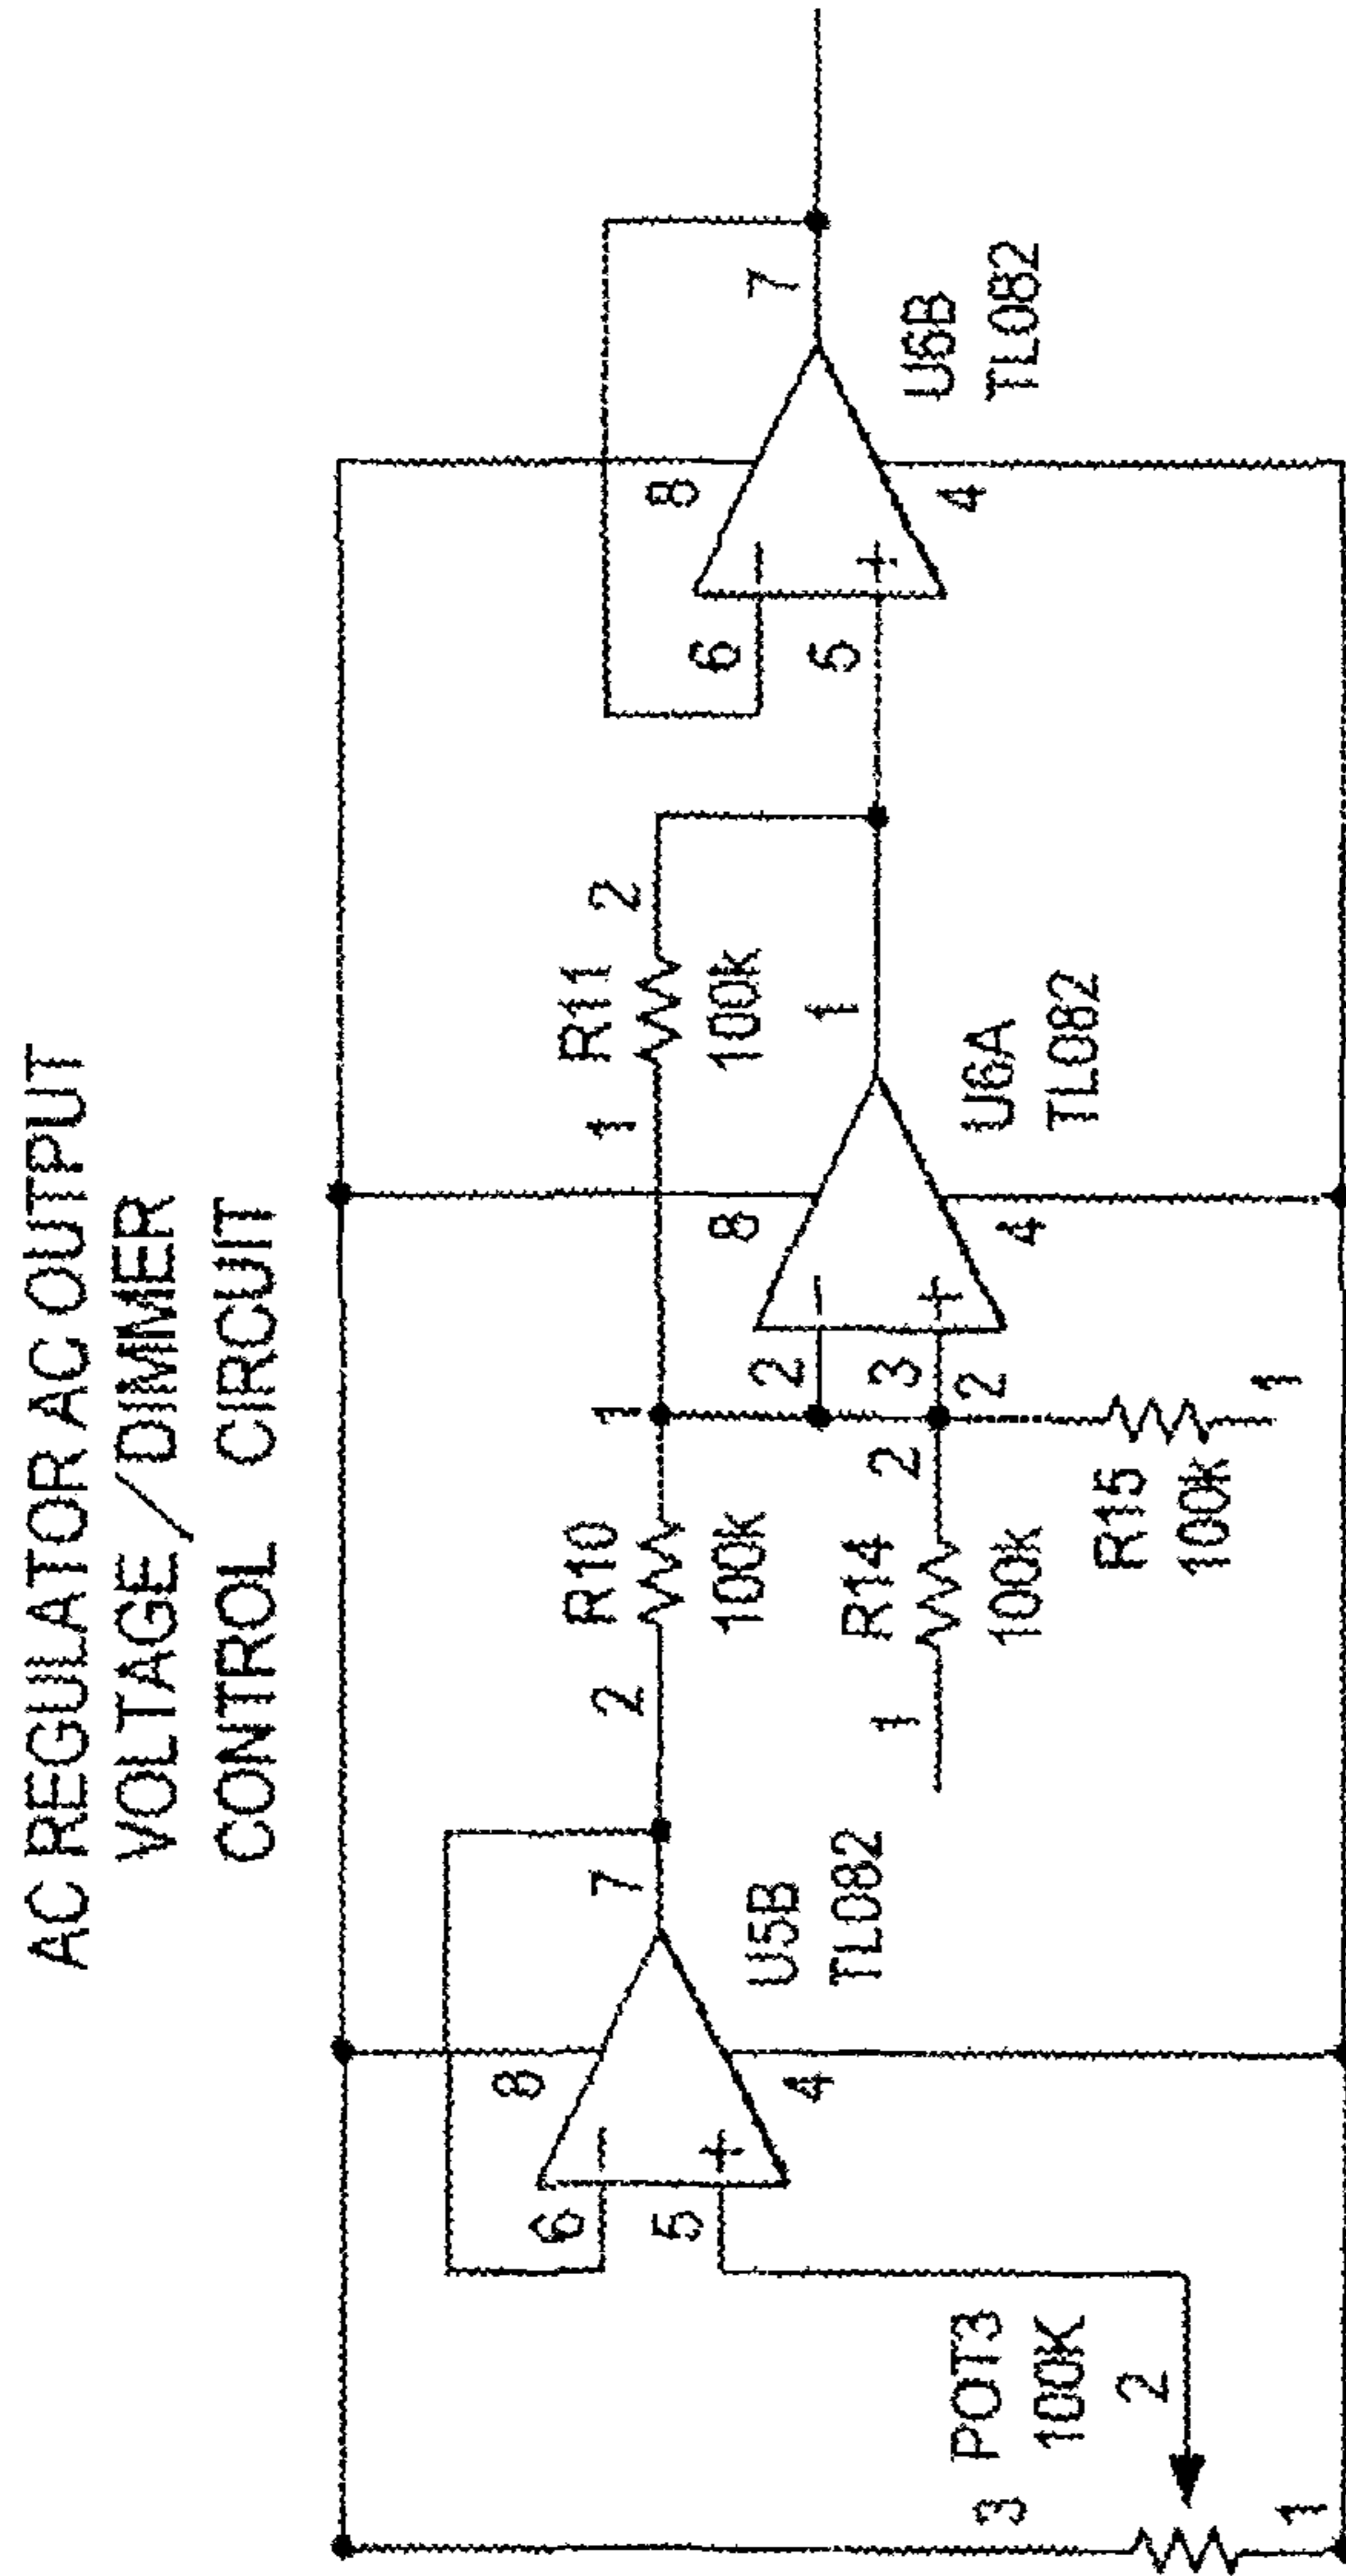 AC REGULATOR AC OUTPUT
VOLTAGE/DIMMER
CONTROL CIRCUIT
POT3
100K
3
2
1
6
5
8
4
7
U5B
TL082
2
R10
100k
1
1
R14
100k
2
2
R15
100k
1
2
3
8
4
1
U6A
TL082
1
R11
100k
2
6
5
8
4
7
U6B
TL082